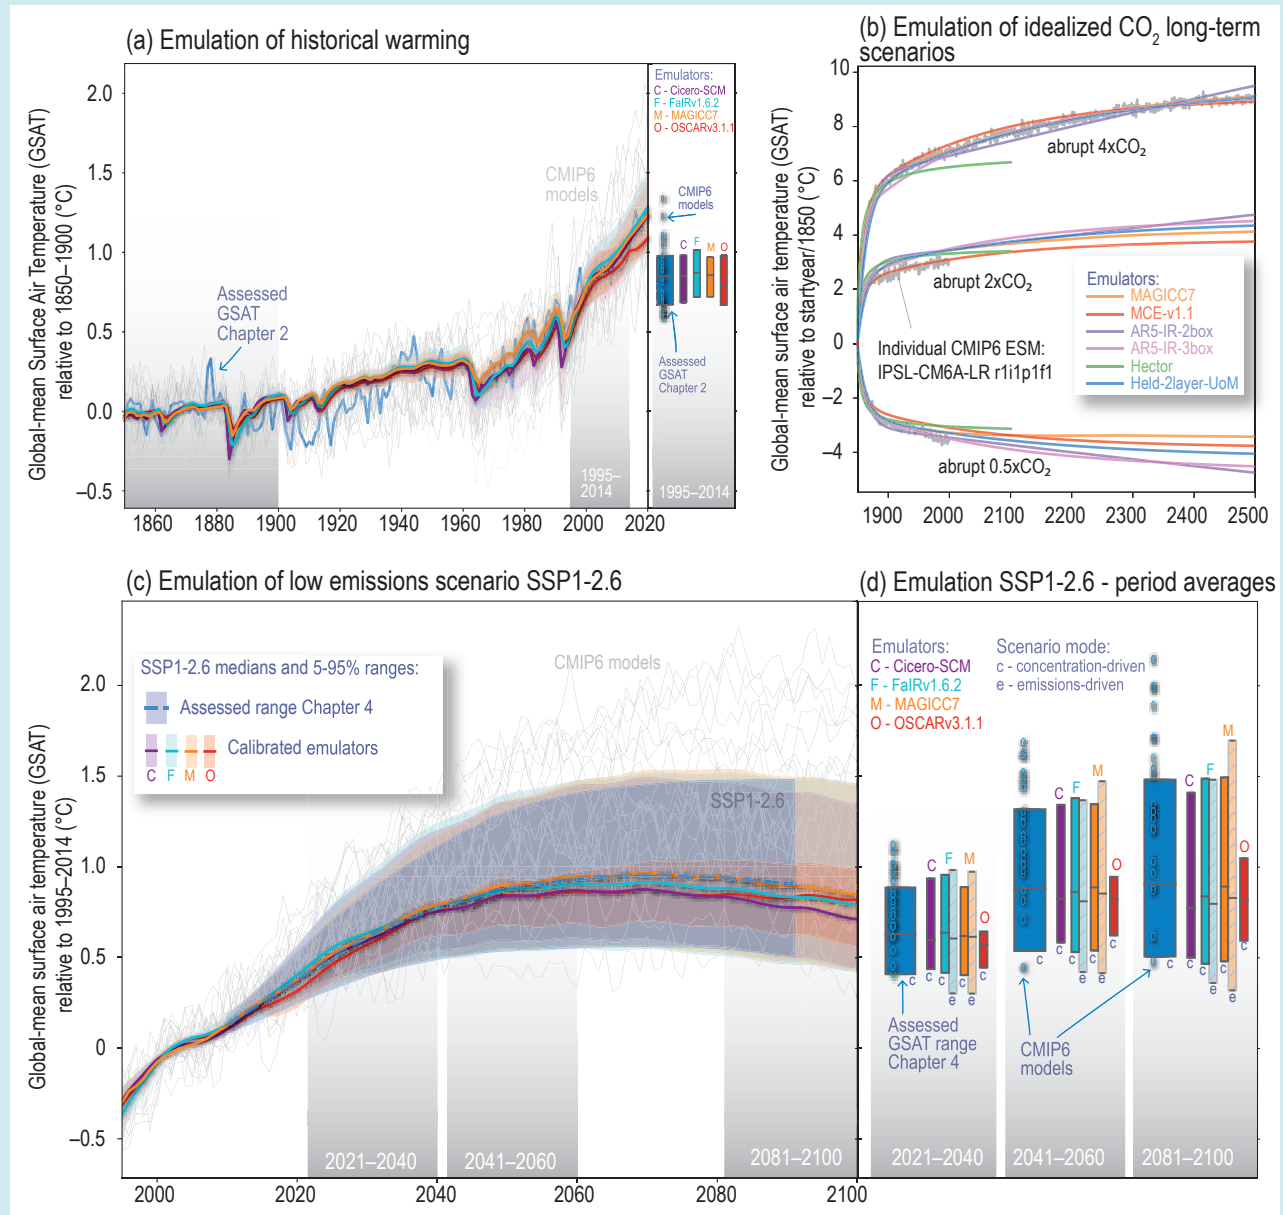 (a) Emulation of historical warming
Global-mean Surface Air Temperature (GSAT)
relative to 1850–1900 (°C)
2.0
1.5
1.0
0.5
0.0
–0.5
1860
1880
1900
1920
1940
1960
1980
2000
2020
Assessed
GSAT
Chapter 2
CMIP6
models
1995–
2014
Emulators:
C - Cicero-SCM
F - FaIRv1.6.2
M - MAGICC7
O - OSCARv3.1.1
CMIP6
models
C
F
M
O
Assessed
GSAT
Chapter 2
1995–2014
(b) Emulation of idealized CO₂ long-term
scenarios
Global-mean surface air temperature (GSAT)
relative to startyear/1850 (°C)
10
8
6
4
2
0
–2
–4
1900
2000
2100
2200
2300
2400
2500
abrupt 4xCO₂
abrupt 2xCO₂
Individual CMIP6 ESM:
IPSL-CM6A-LR r1i1p1f1
abrupt 0.5xCO₂
Emulators:
MAGICC7
MCE-v1.1
AR5-IR-2box
AR5-IR-3box
Hector
Held-2layer-UoM
(c) Emulation of low emissions scenario SSP1-2.6
Global-mean surface air temperature (GSAT)
relative to 1995–2014 (°C)
2.0
1.5
1.0
0.5
0
–0.5
2000
2020
2040
2060
2080
2100
SSP1-2.6 medians and 5-95% ranges:
Assessed range Chapter 4
Calibrated emulators
C
F
M
O
CMIP6 models
SSP1-2.6
2021–2040
2041–2060
2081–2100
(d) Emulation SSP1-2.6 - period averages
Emulators:
C - Cicero-SCM
F - FaIRv1.6.2
M - MAGICC7
O - OSCARv3.1.1
Scenario mode:
c - concentration-driven
e - emissions-driven
C
F
M
O
c
c
c
e
c
e
c
Assessed
GSAT range
Chapter 4
2021–2040
C
F
M
O
c
c
c
e
c
e
c
CMIP6
models
2041–2060
C
F
M
O
c
c
c
e
c
e
c
2081–2100